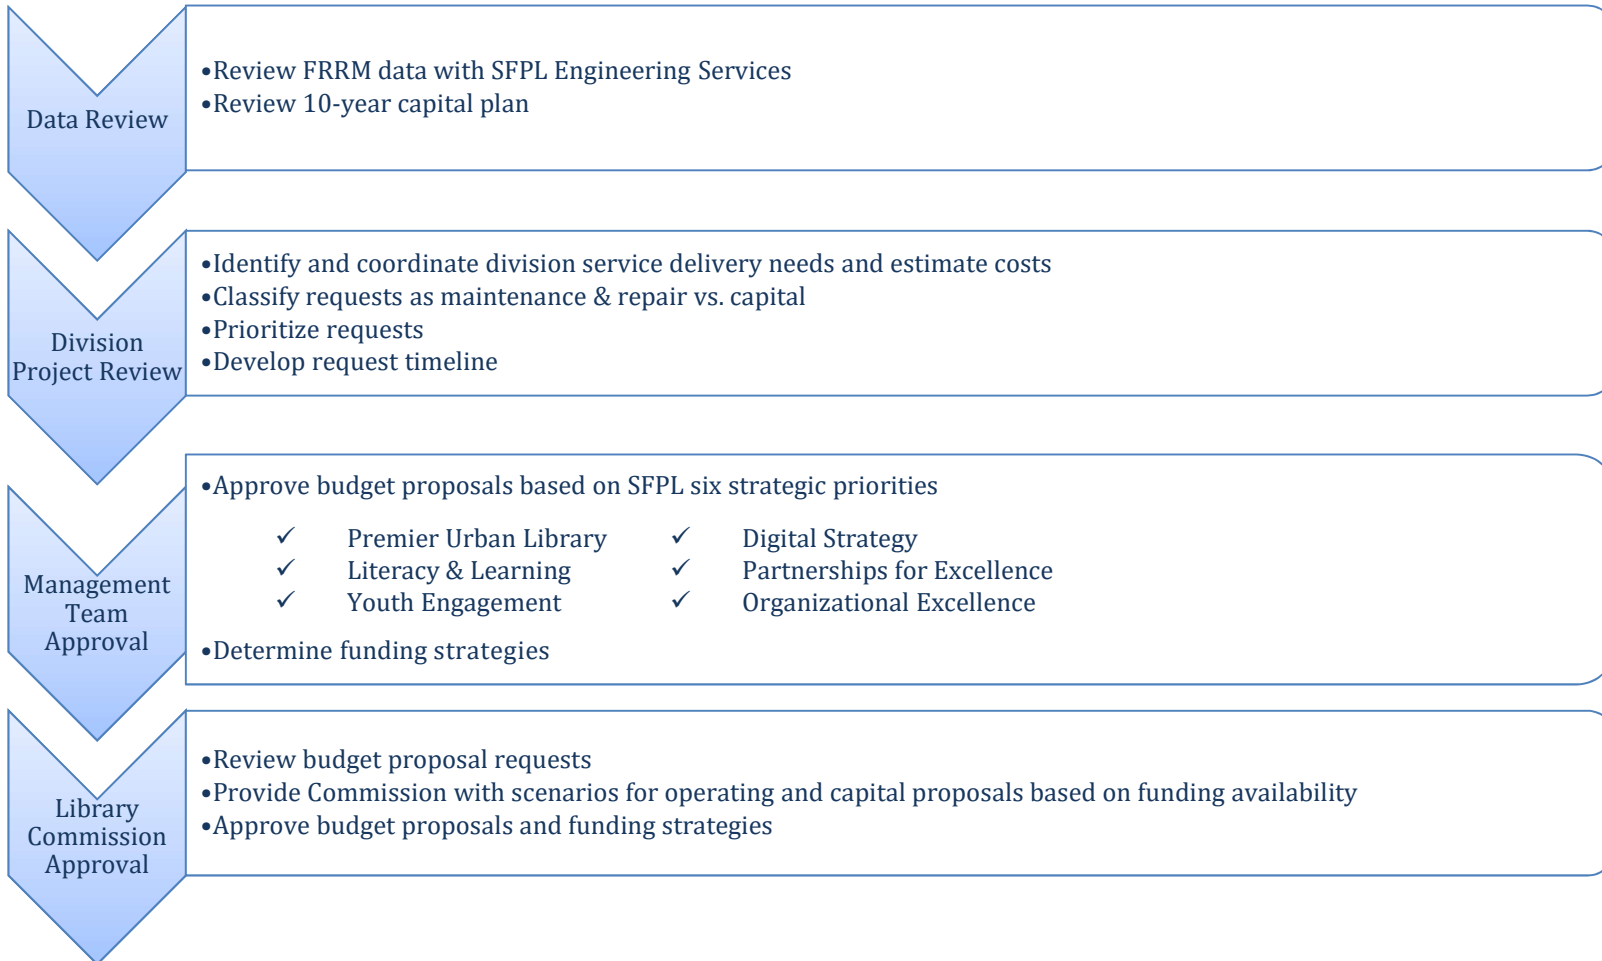 Data Review
•Review FRRM data with SFPL Engineering Services
•Review 10-year capital plan
Division
Project Review
•Identify and coordinate division service delivery needs and estimate costs
•Classify requests as maintenance & repair vs. capital
•Prioritize requests
•Develop request timeline
Management
Team
Approval
•Approve budget proposals based on SFPL six strategic priorities
✓ Premier Urban Library ✓ Digital Strategy
✓ Literacy & Learning ✓ Partnerships for Excellence
✓ Youth Engagement ✓ Organizational Excellence
•Determine funding strategies
Library
Commission
Approval
•Review budget proposal requests
•Provide Commission with scenarios for operating and capital proposals based on funding availability
•Approve budget proposals and funding strategies